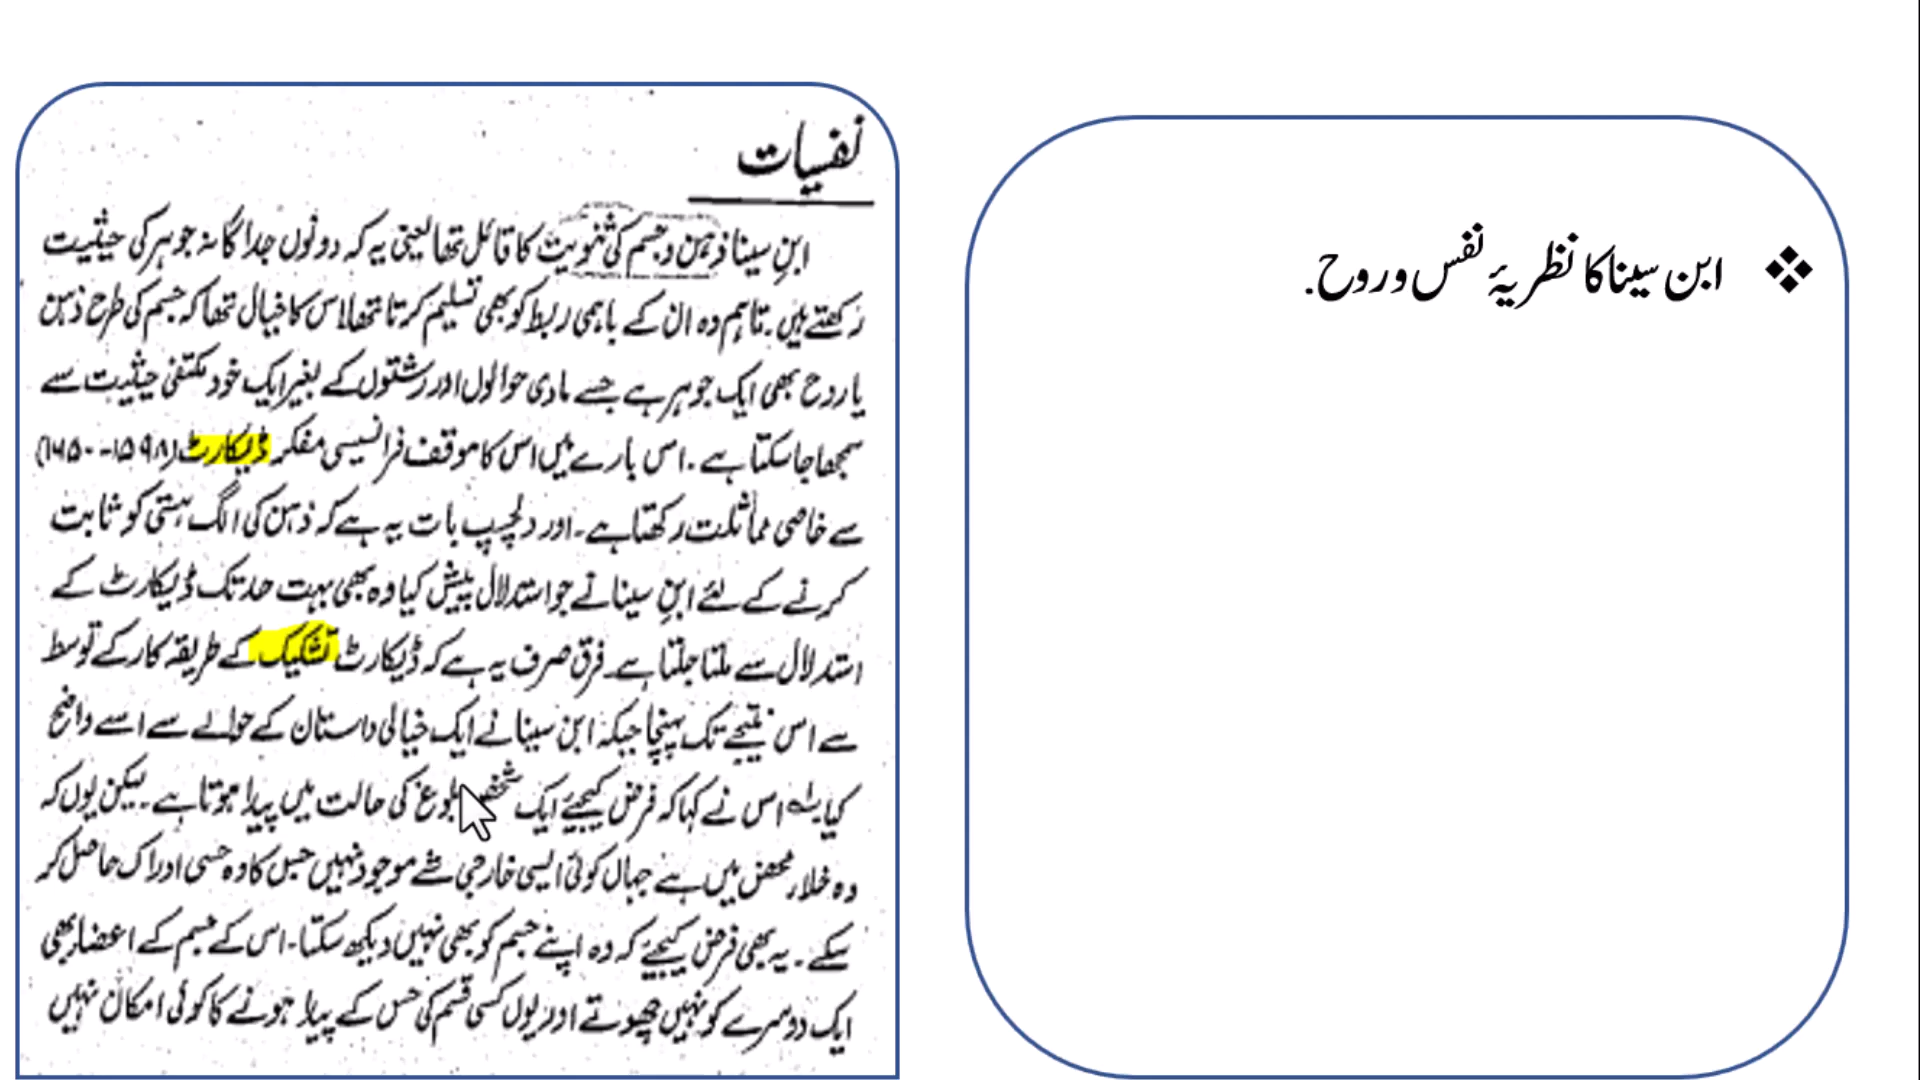 نفسیات
ابنِ سینا ذہن و جسم کی ثنویت کا قائل تھا یعنی یہ کہ دونوں جداگانہ جوہر کی حیثیت
رکھتے ہیں۔ تاہم وہ ان کے باہمی ربط کو بھی تسلیم کرتا تھا اس کا خیال تھا کہ جسم کی طرح ذہن
یا روح بھی ایک جوہر ہے جسے مادی حوالوں اور رشتوں کے بغیر ایک خود مکتفی حیثیت سے
سمجھا جا سکتا ہے۔ اس بارے میں اس کا موقف فرانسیسی مفکر ڈیکارٹ (۱۵۹۸-۱۶۵۰)
سے خاصی مماثلت رکھتا ہے۔ اور دلچسپ بات یہ ہے کہ ذہن کی الگ ہستی کو ثابت
کرنے کے لئے ابنِ سینا نے جو استدلال پیش کیا وہ بھی بہت حد تک ڈیکارٹ کے
استدلال سے ملتا جلتا ہے۔ فرق صرف یہ ہے کہ ڈیکارٹ تشکیک کے طریقہ کار کے توسط
سے اس نتیجے تک پہنچا جبکہ ابن سینا نے ایک خیالی داستان کے حوالے سے اسے واضح
کیا۔ اس نے کہا کہ فرض کیجیئے ایک شخص بلوغ کی حالت میں پیدا ہوتا ہے۔ لیکن یوں کہ
وہ خلاء محض میں ہے جہاں کوئی ایسی خارجی شے موجود نہیں جس کا وہ حسی ادراک حاصل کر
سکے۔ یہ بھی فرض کیجیئے کہ وہ اپنے جسم کو بھی نہیں دیکھ سکتا۔ اس کے جسم کے اعضاء بھی
ایک دوسرے کو نہیں چھوتے اور یوں کسی قسم کی حس کے پیدا ہونے کا کوئی امکان نہیں
❖ ابن سینا کا نظریۂ نفس و روح.